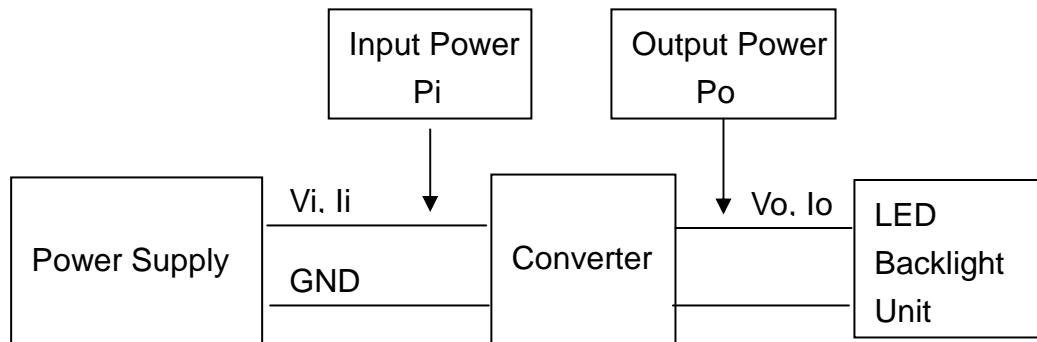 Input Power
Pi
Output Power
Po
Vi, Ii
Vo, Io
Power Supply
GND
Converter
LED
Backlight
Unit